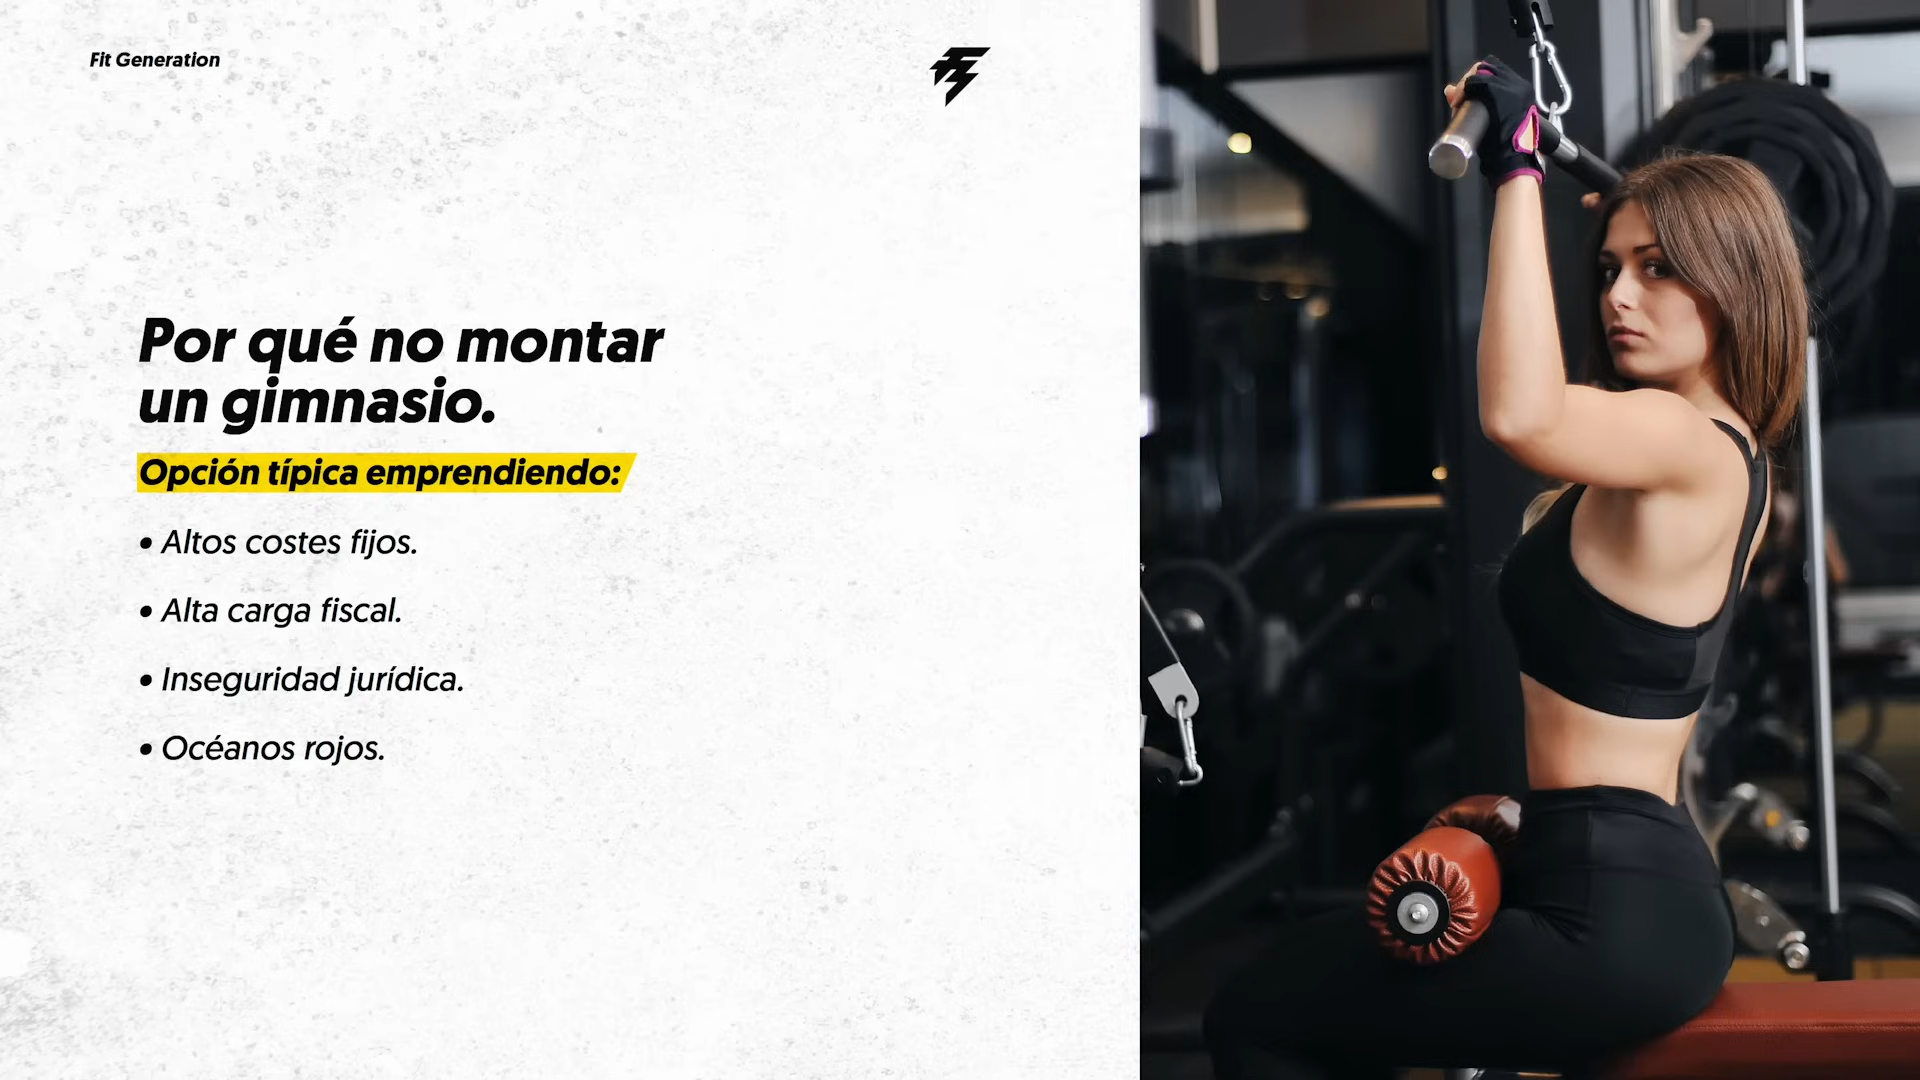 Fit Generation
Por qué no montar
un gimnasio.
Opción típica emprendiendo:
• Altos costes fijos.
• Alta carga fiscal.
• Inseguridad jurídica.
• Océanos rojos.